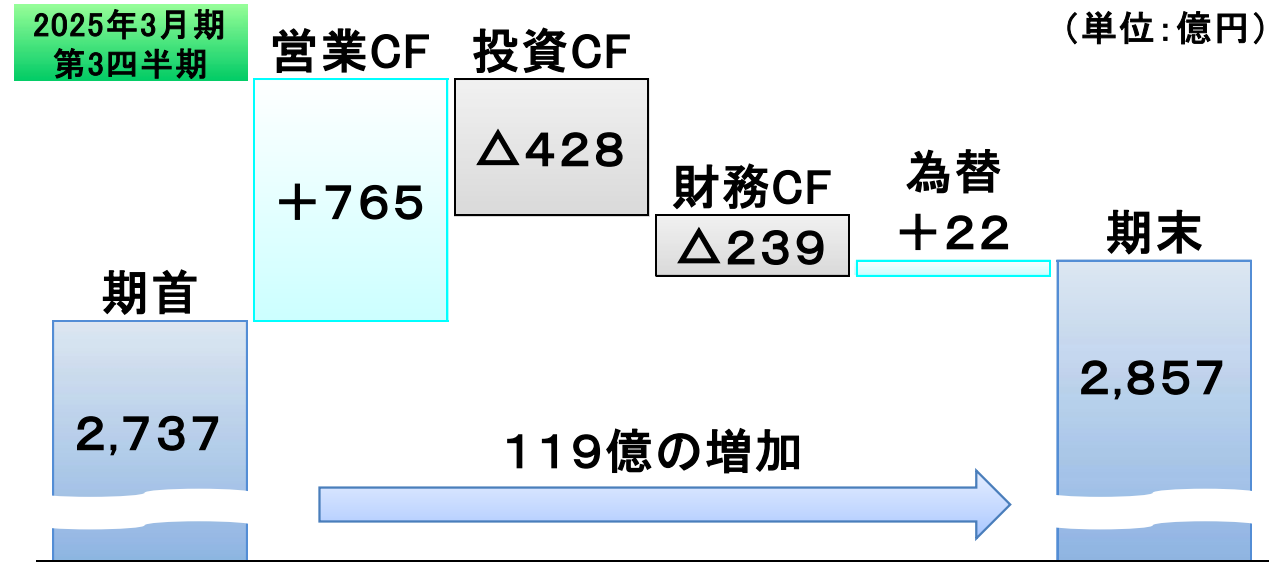 2025年3月期
第3四半期
（単位：億円）
営業CF
＋765
投資CF
△428
財務CF
△239
為替
＋22
期首
2,737
期末
2,857
119億の増加